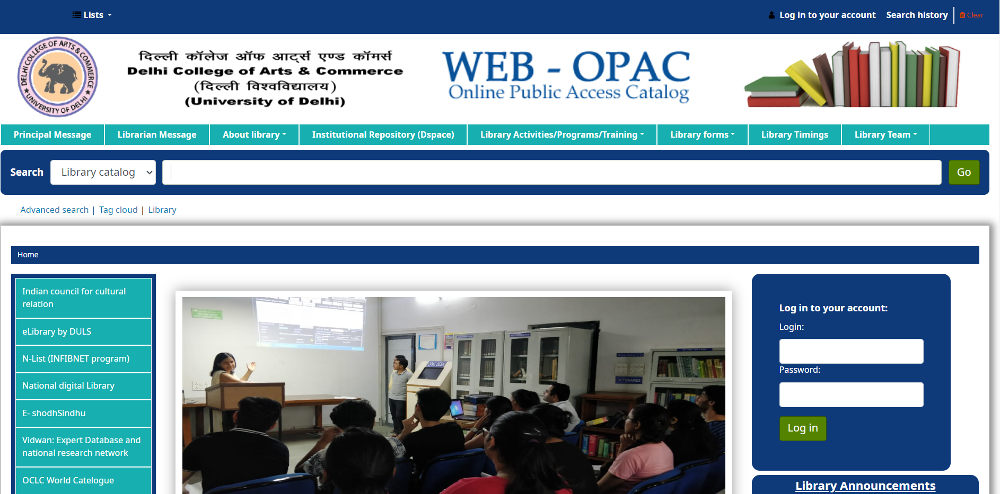 Lists
Log in to your account
Search history
Clear
DELHI COLLEGE OF ARTS & COMMERCE
UNIVERSITY OF DELHI
दिल्ली कॉलेज ऑफ आर्ट्स एण्ड कॉमर्स
Delhi College of Arts & Commerce
(दिल्ली विश्वविद्यालय)
(University of Delhi)
WEB - OPAC
Online Public Access Catalog
Principal Message
Librarian Message
About library
Institutional Repository (Dspace)
Library Activities/Programs/Training
Library forms
Library Timings
Library Team
Search
Library catalog
Go
Advanced search |
Tag cloud |
Library
Home
Indian council for cultural
relation
eLibrary by DULS
N-List (INFIBNET program)
National digital Library
E- shodhSindhu
Vidwan: Expert Database and
national research network
OCLC World Catelogue
OPAC DESK
DICTIONARIES
Log in to your account:
Login:
Password:
Log in
Library Announcements